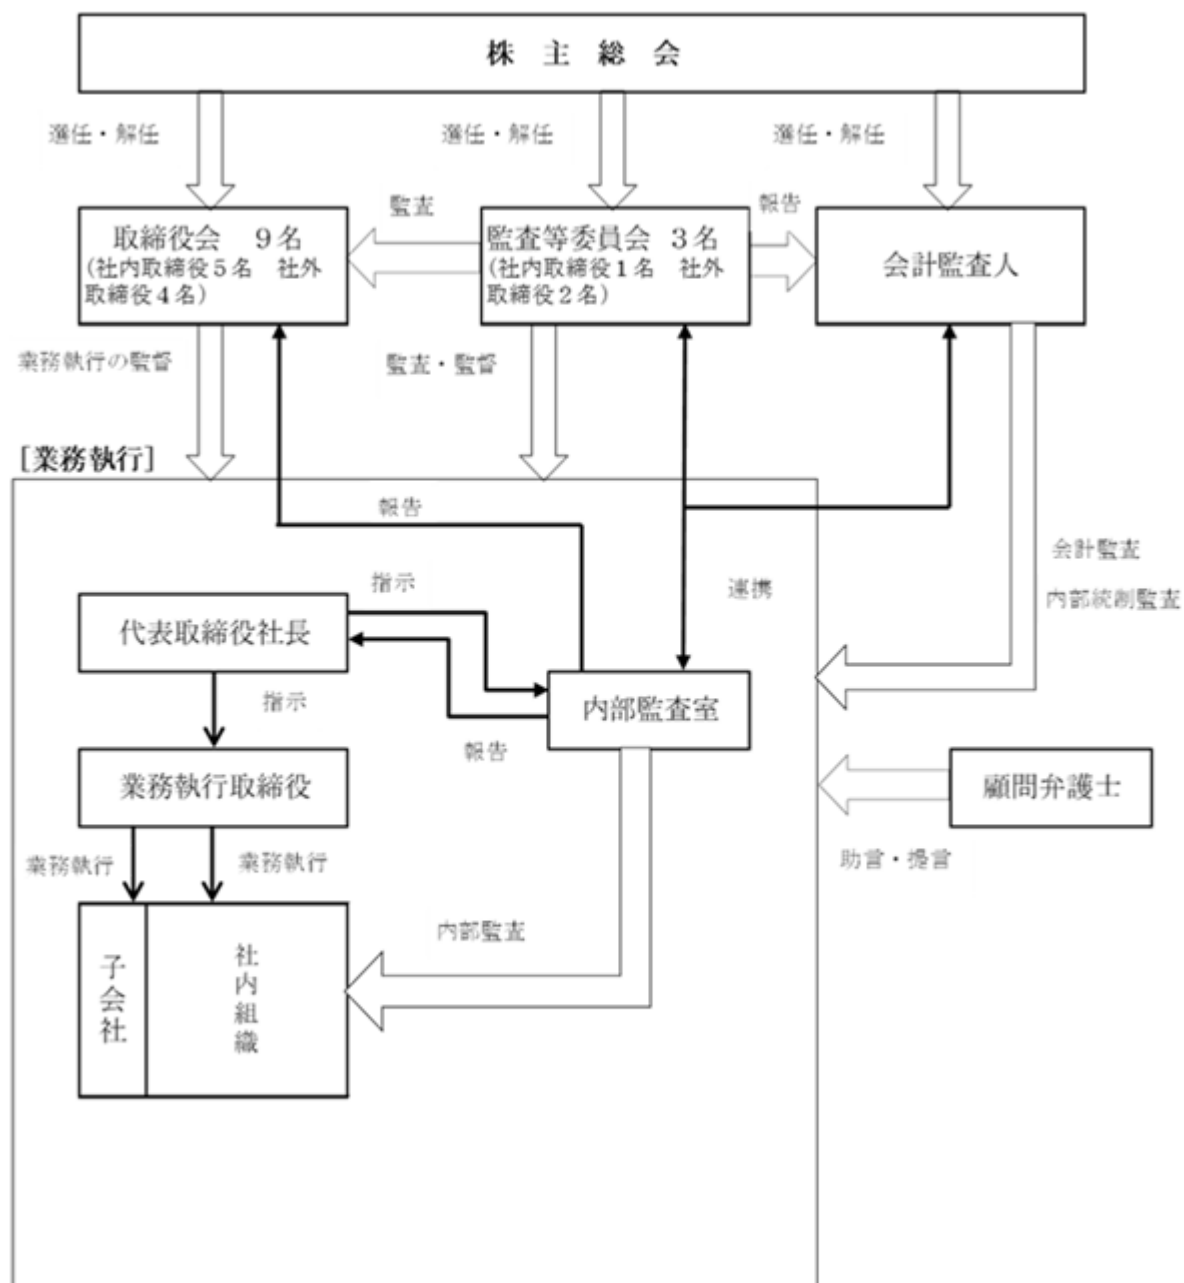 株 主 総 会
選任・解任
選任・解任
選任・解任
取締役会 9名
(社内取締役5名 社外
取締役4名)
監査
監査等委員会 3名
(社内取締役1名 社外
取締役2名)
報告
会計監査人
業務執行の監督
監査・監督
[業務執行]
報告
会計監査
内部統制監査
指示
連携
代表取締役社長
指示
内部監査室
報告
業務執行取締役
顧問弁護士
助言・提言
業務執行
業務執行
内部監査
子会社
社内組織